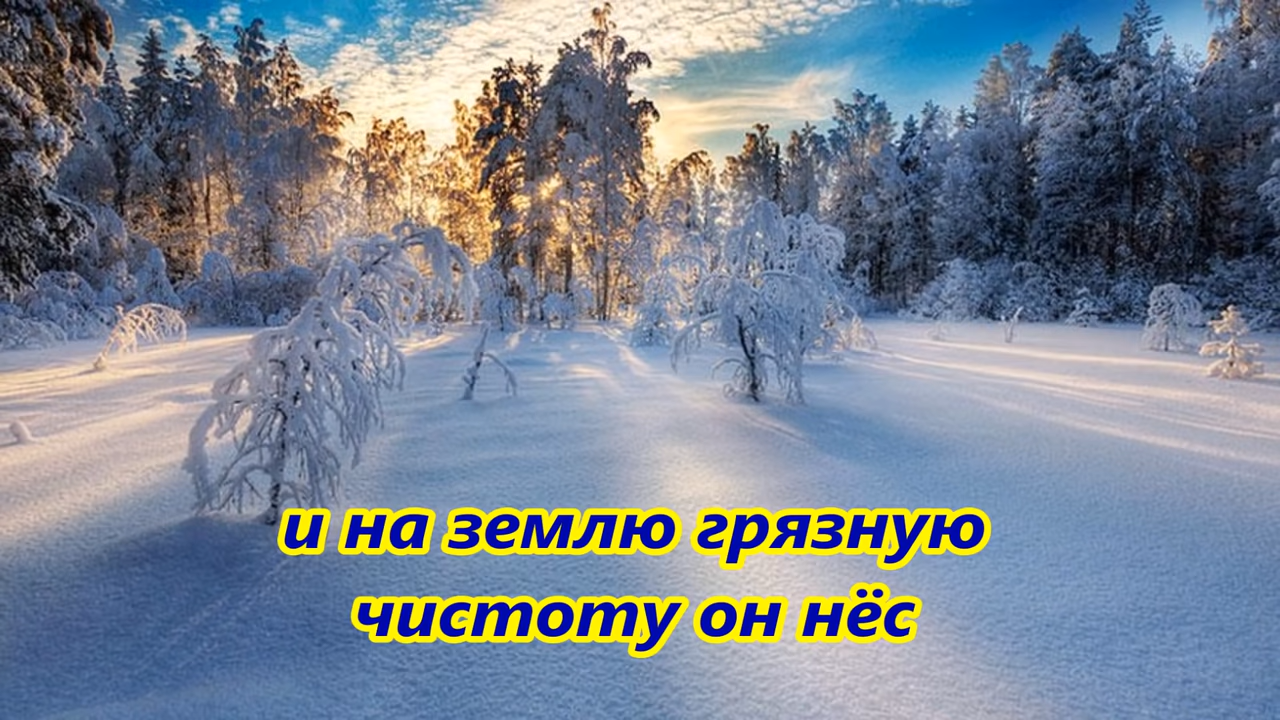 и на землю грязную
чистоту он нёс